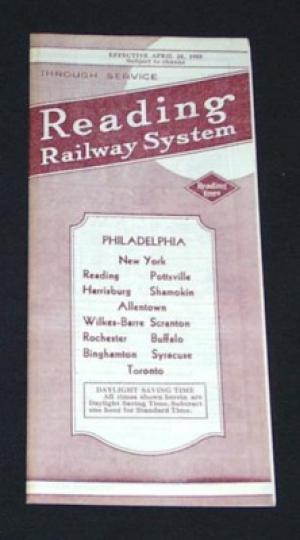 EFFECTIVE APRIL
Subject to change
THROUGH SERVICE
Reading
Railway System
Reading
Lines
PHILADELPHIA
New York
Reading Pottsville
Harrisburg Shamokin
Allentown
Wilkes-Barre Scranton
Rochester Buffalo
Binghamton Syracuse
Toronto
DAYLIGHT SAVING TIME
All times shown herein are
Daylight Saving Time. Subtract
one hour for Standard Time.